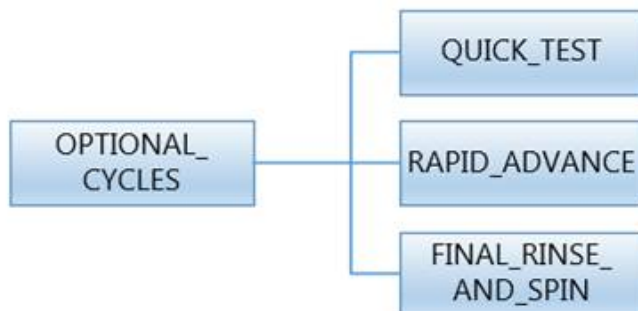 OPTIONAL_
CYCLES
QUICK_TEST
RAPID_ADVANCE
FINAL_RINSE_
AND_SPIN